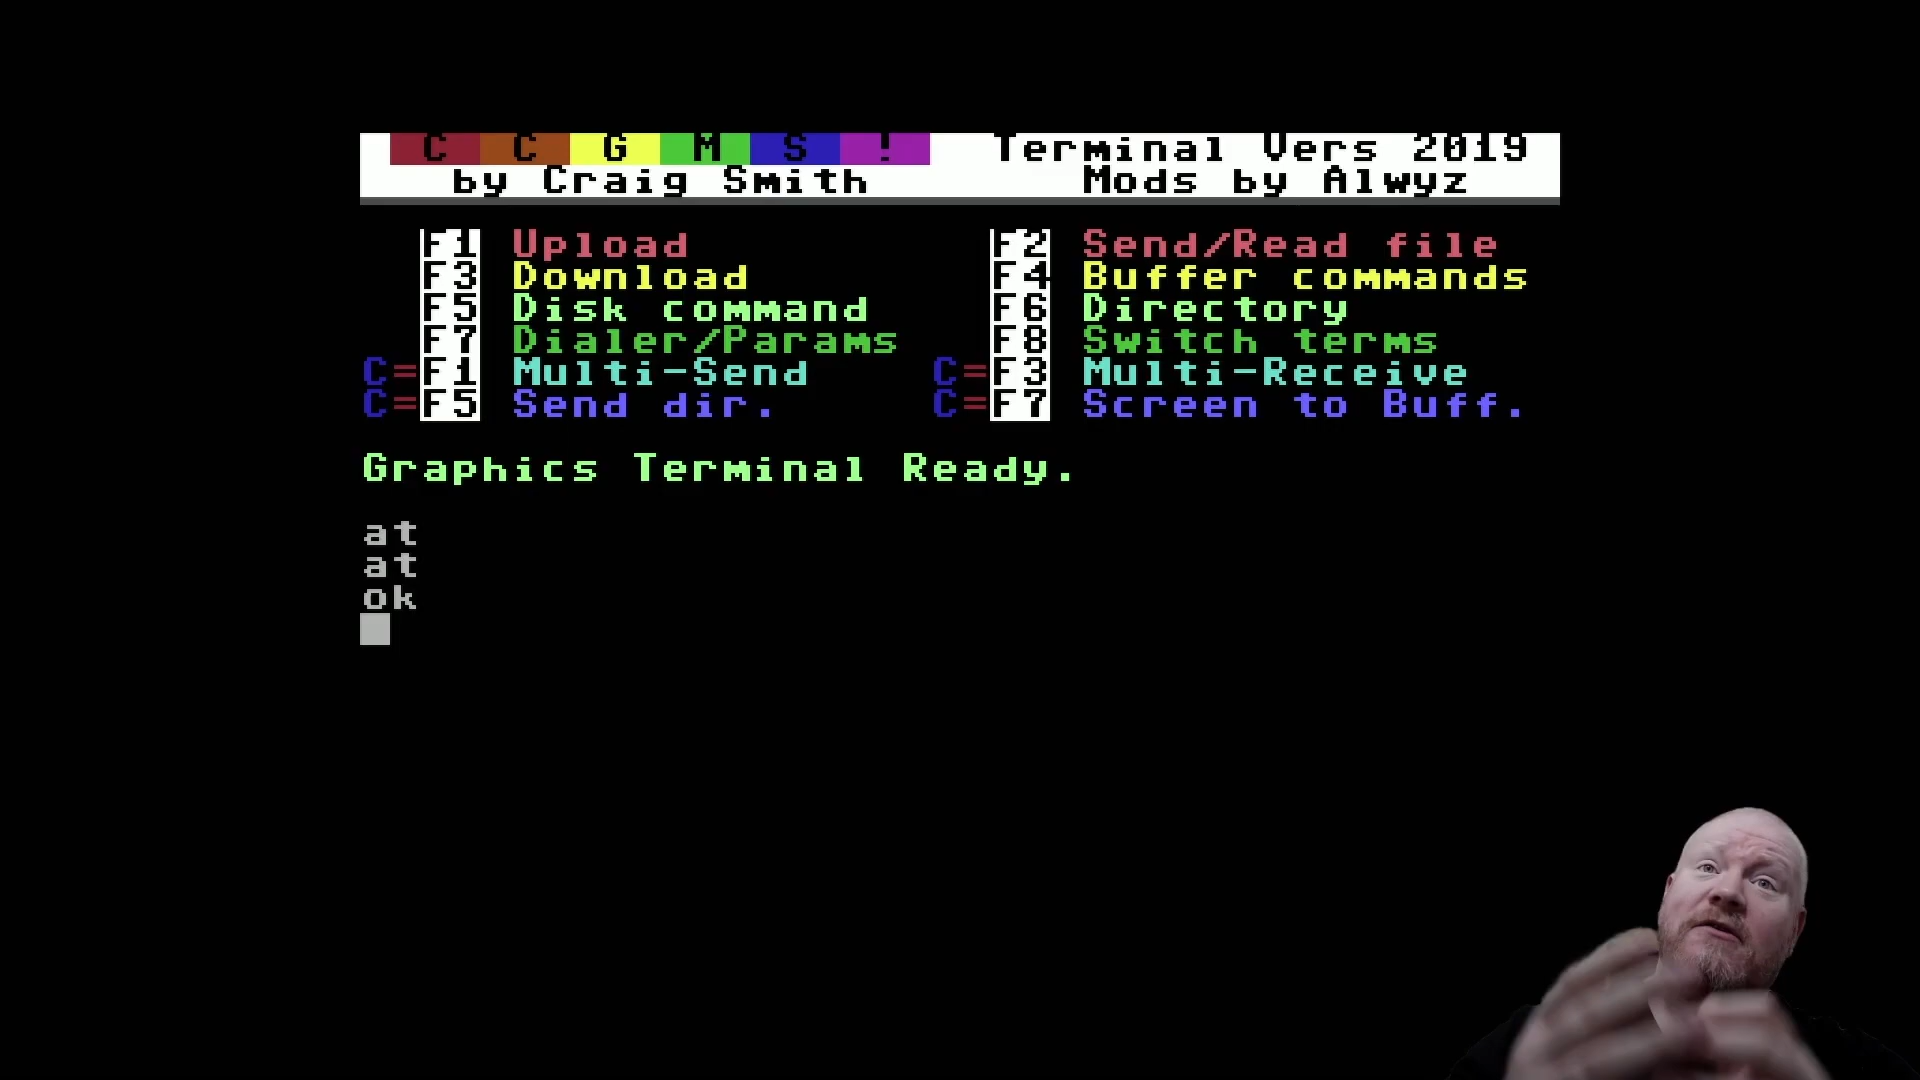 C C G M S ! Terminal Vers 2019
by Craig Smith Mods by Alwyz
F1 Upload F2 Send/Read file
F3 Download F4 Buffer commands
F5 Disk command F6 Directory
F7 Dialer/Params F8 Switch terms
C=F1 Multi-Send C=F3 Multi-Receive
C=F5 Send dir. C=F7 Screen to Buff.
Graphics Terminal Ready.
at
at
ok